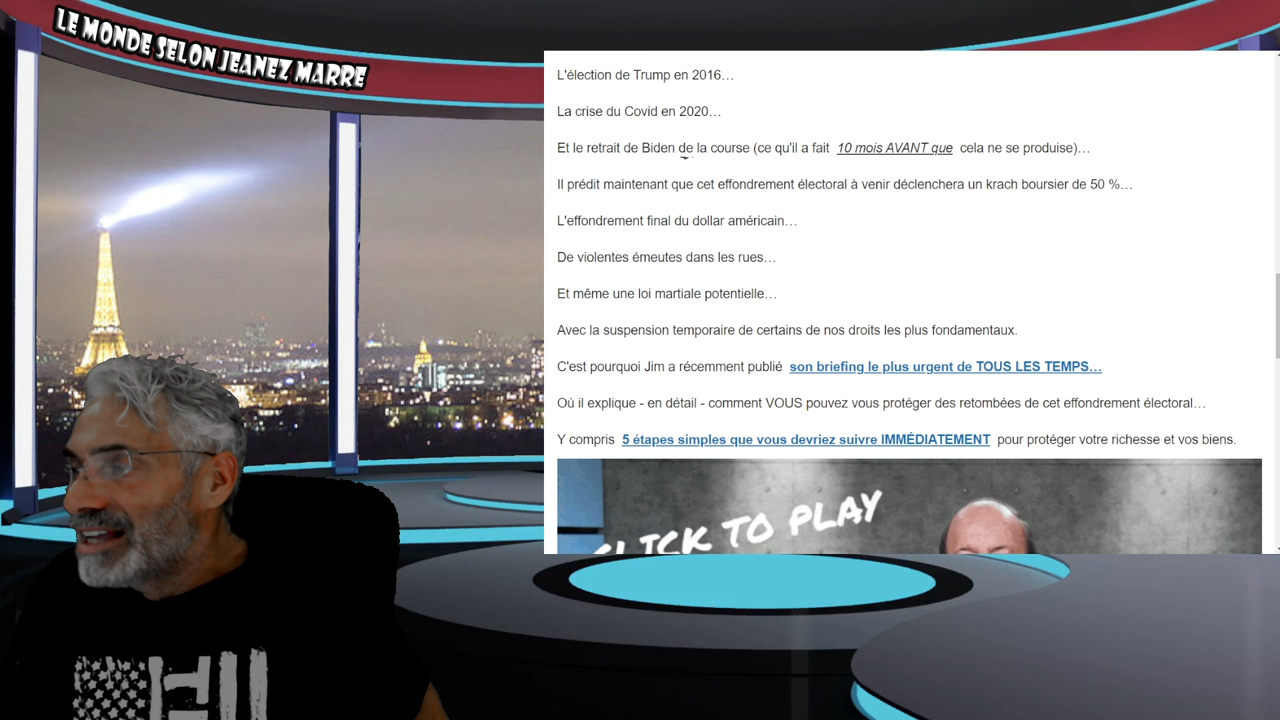 LE MONDE SELON JEANEZ MARRE
L'élection de Trump en 2016…
La crise du Covid en 2020…
Et le retrait de Biden de la course (ce qu'il a fait 10 mois AVANT que cela ne se produise)…
Il prédit maintenant que cet effondrement électoral à venir déclenchera un krach boursier de 50 %…
L'effondrement final du dollar américain…
De violentes émeutes dans les rues…
Et même une loi martiale potentielle…
Avec la suspension temporaire de certains de nos droits les plus fondamentaux.
C'est pourquoi Jim a récemment publié son briefing le plus urgent de TOUS LES TEMPS…
Où il explique - en détail - comment VOUS pouvez vous protéger des retombées de cet effondrement électoral…
Y compris 5 étapes simples que vous devriez suivre IMMÉDIATEMENT pour protéger votre richesse et vos biens.
CLICK TO PLAY